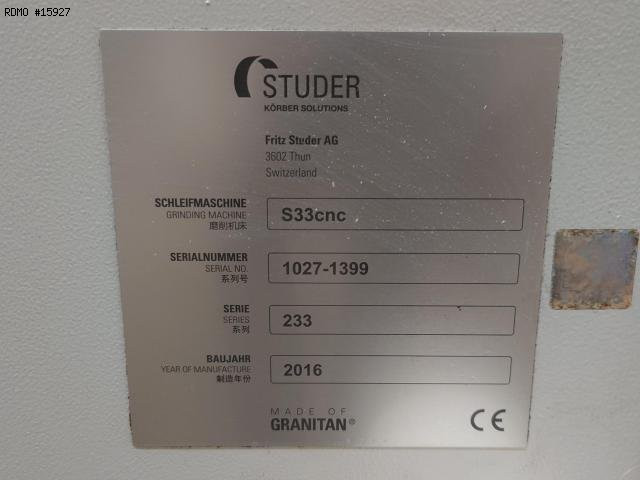 RDMO #15927
STUDER
KÖRBER SOLUTIONS
Fritz Studer AG
3602 Thun
Switzerland
SCHLEIFMASCHINE
GRINDING MACHINE
磨削机床
S33cnc
SERIALNUMMER
SERIAL NO.
系列号
1027-1399
SERIE
SERIES
系列
233
BAUJAHR
YEAR OF MANUFACTURE
制造年份
2016
MADE OF
GRANITAN®
CE